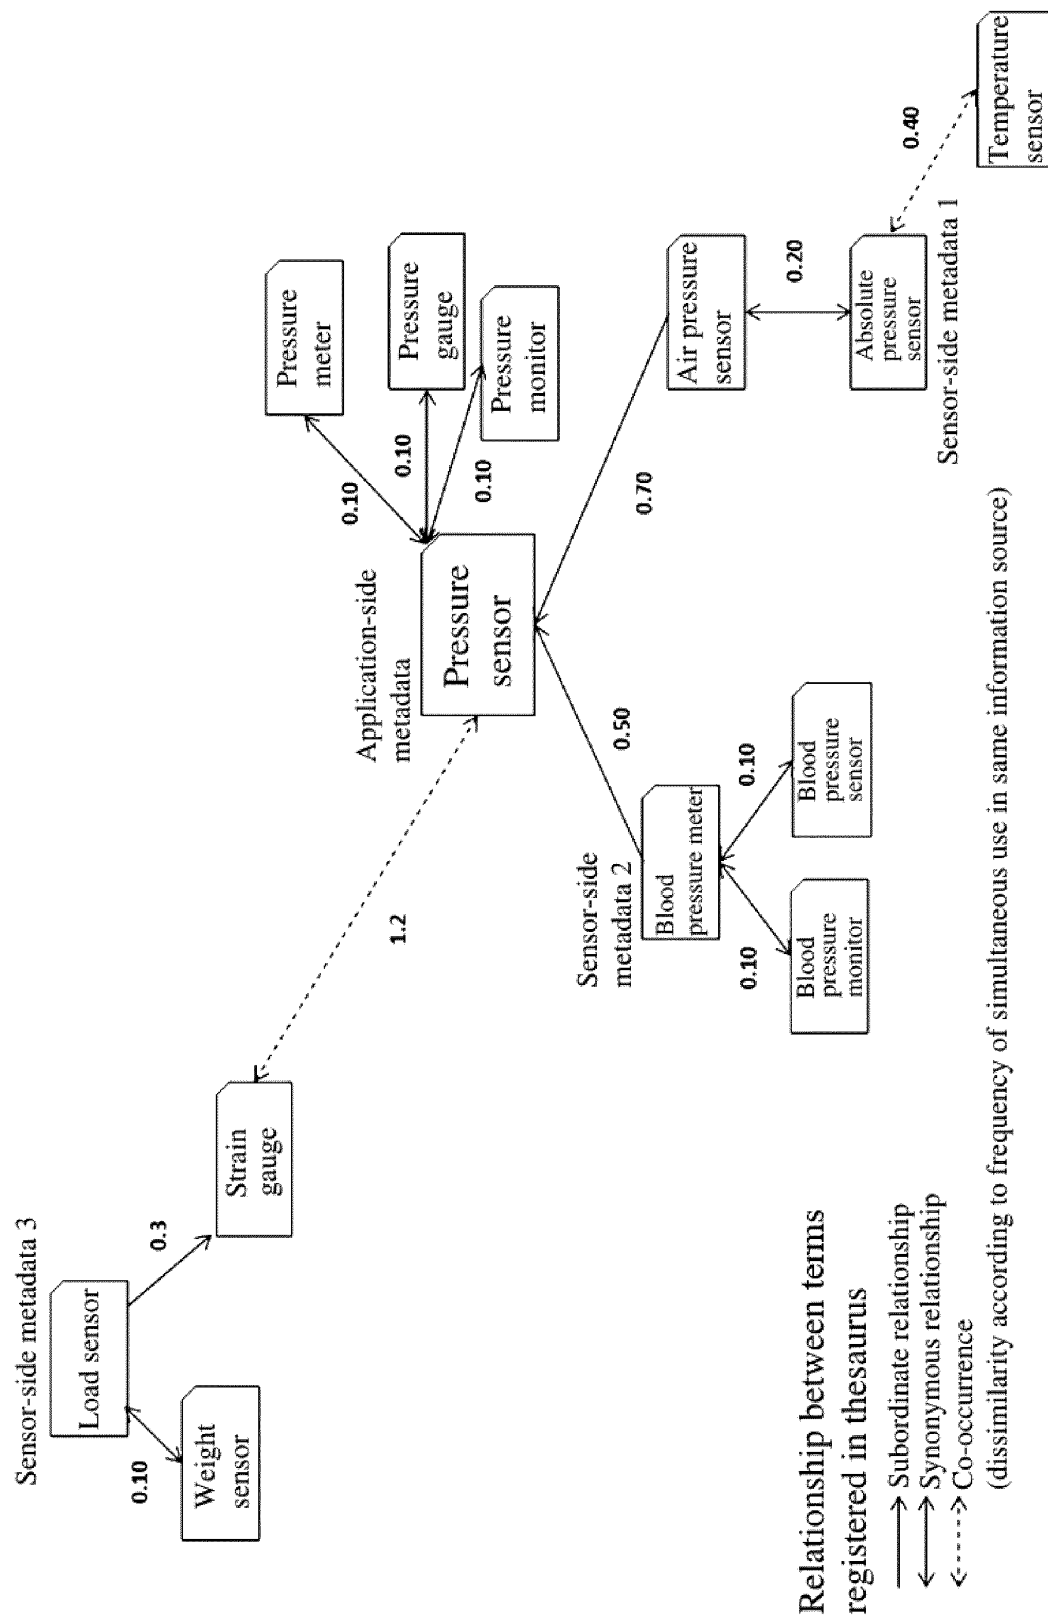 Sensor-side metadata 3
Load sensor
0.10
Weight
sensor
0.3
Strain
gauge
1.2
Application-side
metadata
Pressure
sensor
0.10
Pressure
meter
0.10
Pressure
gauge
0.10
Pressure
monitor
Sensor-side
metadata 2
Blood
pressure meter
0.50
0.10
Blood
pressure
monitor
0.10
Blood
pressure
sensor
0.70
Air pressure
sensor
0.20
Absolute
pressure
sensor
Sensor-side metadata 1
0.40
Temperature
sensor
Relationship between terms
registered in thesaurus
Subordinate relationship
Synonymous relationship
Co-occurrence
(dissimilarity according to frequency of simultaneous use in same information source)